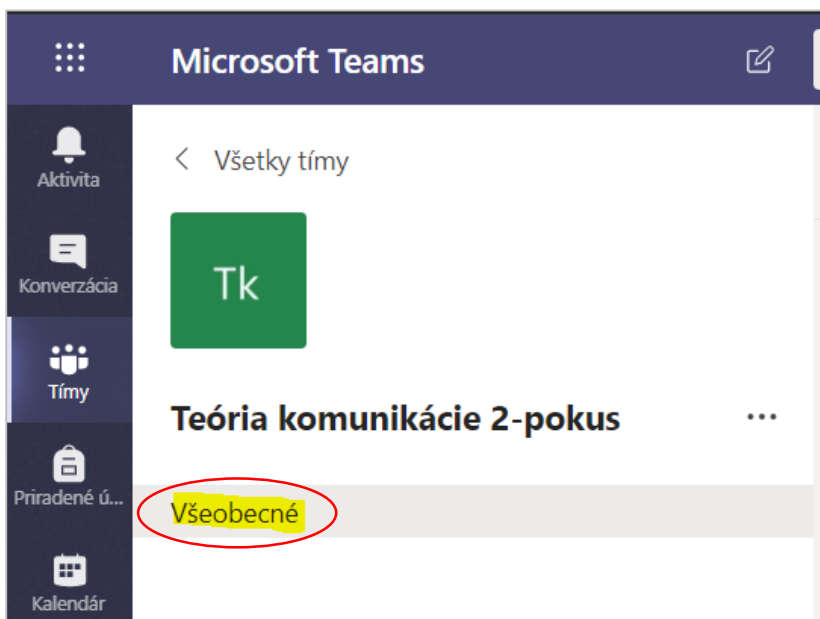 Microsoft Teams
Aktivita
Konverzácia
Tímy
Priradené ú...
Kalendár
Všetky tímy
Tk
Teória komunikácie 2-pokus
Všeobecné